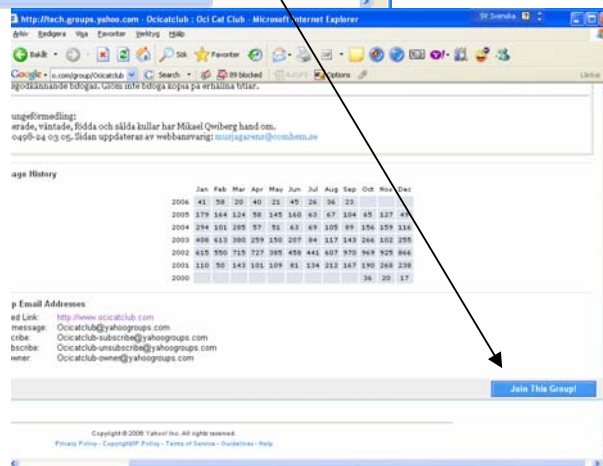 http://tech.groups.yahoo.com - Ocicatclub : Oci Cat Club - Microsoft Internet Explorer
SV Svenska
Arkiv Redigera Visa Favoriter Verktyg Hjälp
Bakåt Sök Favoriter
Google o.com/group/Ocicatclub Search 89 blocked Options Länkar
godkännande bifogas. Glöm inte bifoga kopia på erhållna titlar.
ungeförmedling:
erade, väntade, födda och sålda kullar har Mikael Qwiberg hand om.
0498-24 03 05. Sidan uppdateras av webbansvarig: musjagarens@comhem.se
age History
Jan Feb Mar Apr May Jun Jul Aug Sep Oct Nov Dec
2006 41 58 20 40 21 45 26 36 23
2005 179 164 124 58 145 160 63 67 104 65 127 49
2004 294 101 285 57 51 63 69 105 89 156 159 116
2003 408 613 380 259 150 207 84 117 143 266 102 255
2002 615 550 715 727 385 458 441 607 970 969 925 866
2001 110 50 143 101 109 81 134 212 167 190 268 238
2000 36 20 17
p Email Addresses
ed Link: http://www.ocicatclub.com
message: Ocicatclub@yahoogroups.com
cribe: Ocicatclub-subscribe@yahoogroups.com
bscribe: Ocicatclub-unsubscribe@yahoogroups.com
wner: Ocicatclub-owner@yahoogroups.com
Join This Group!
Copyright © 2006 Yahoo! Inc. All rights reserved.
Privacy Policy - Copyright/IP Policy - Terms of Service - Guidelines - Help